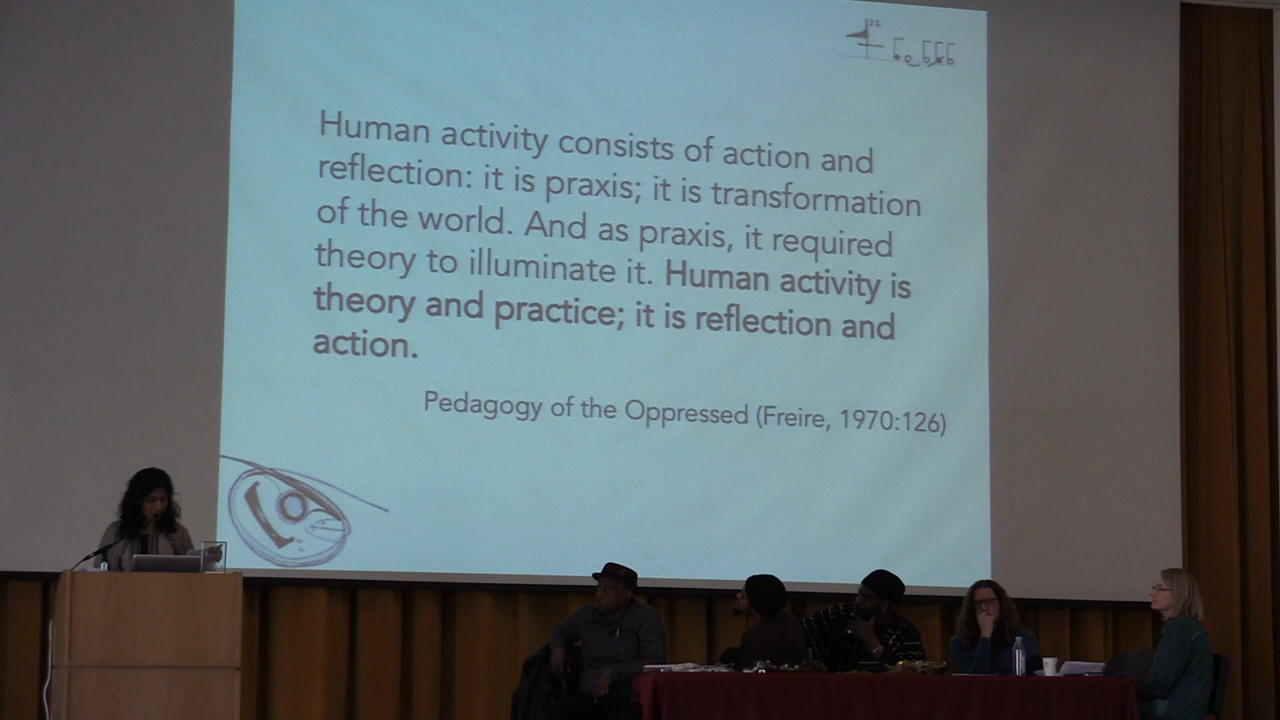 Human activity consists of action and
reflection: it is praxis; it is transformation
of the world. And as praxis, it required
theory to illuminate it. Human activity is
theory and practice; it is reflection and
action.
Pedagogy of the Oppressed (Freire, 1970:126)